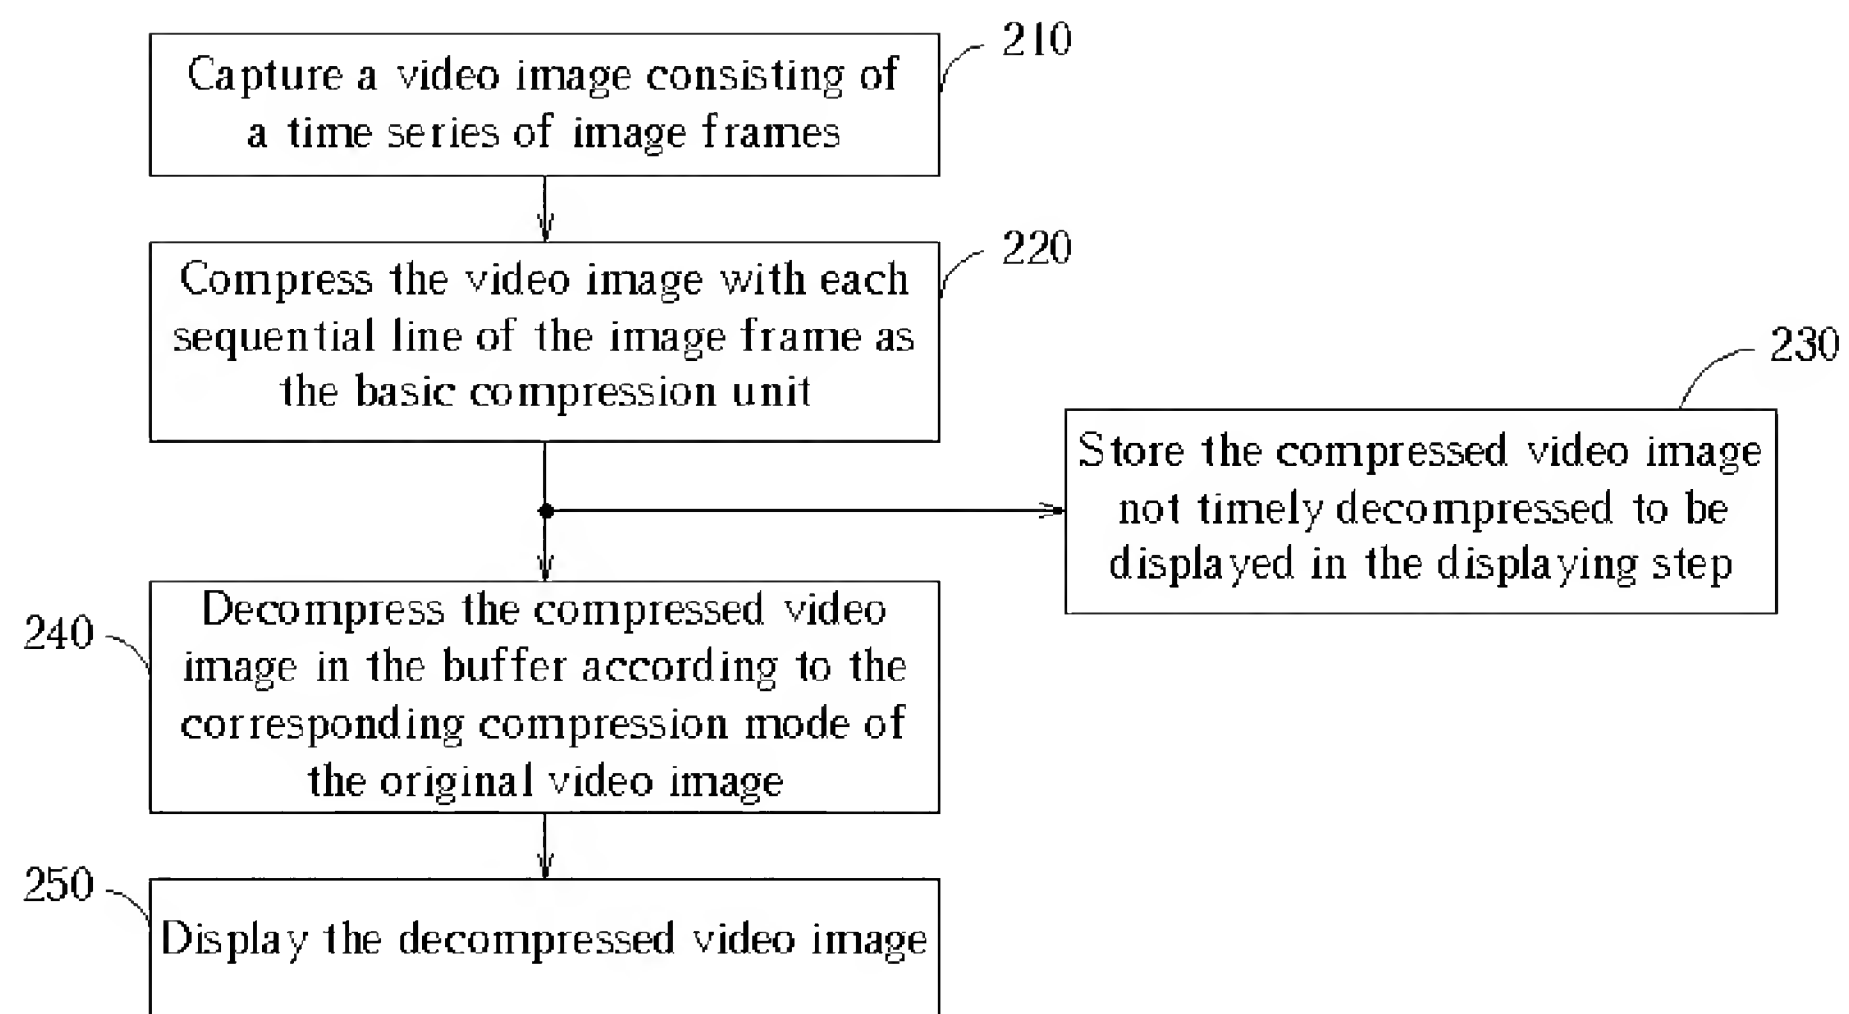 210
Capture a video image consisting of
a time series of image frames
220
Compress the video image with each
sequential line of the image frame as
the basic compression unit
230
Store the compressed video image
not timely decompressed to be
displayed in the displaying step
240
Decompress the compressed video
image in the buffer according to the
corresponding compression mode of
the original video image
250
Display the decompressed video image